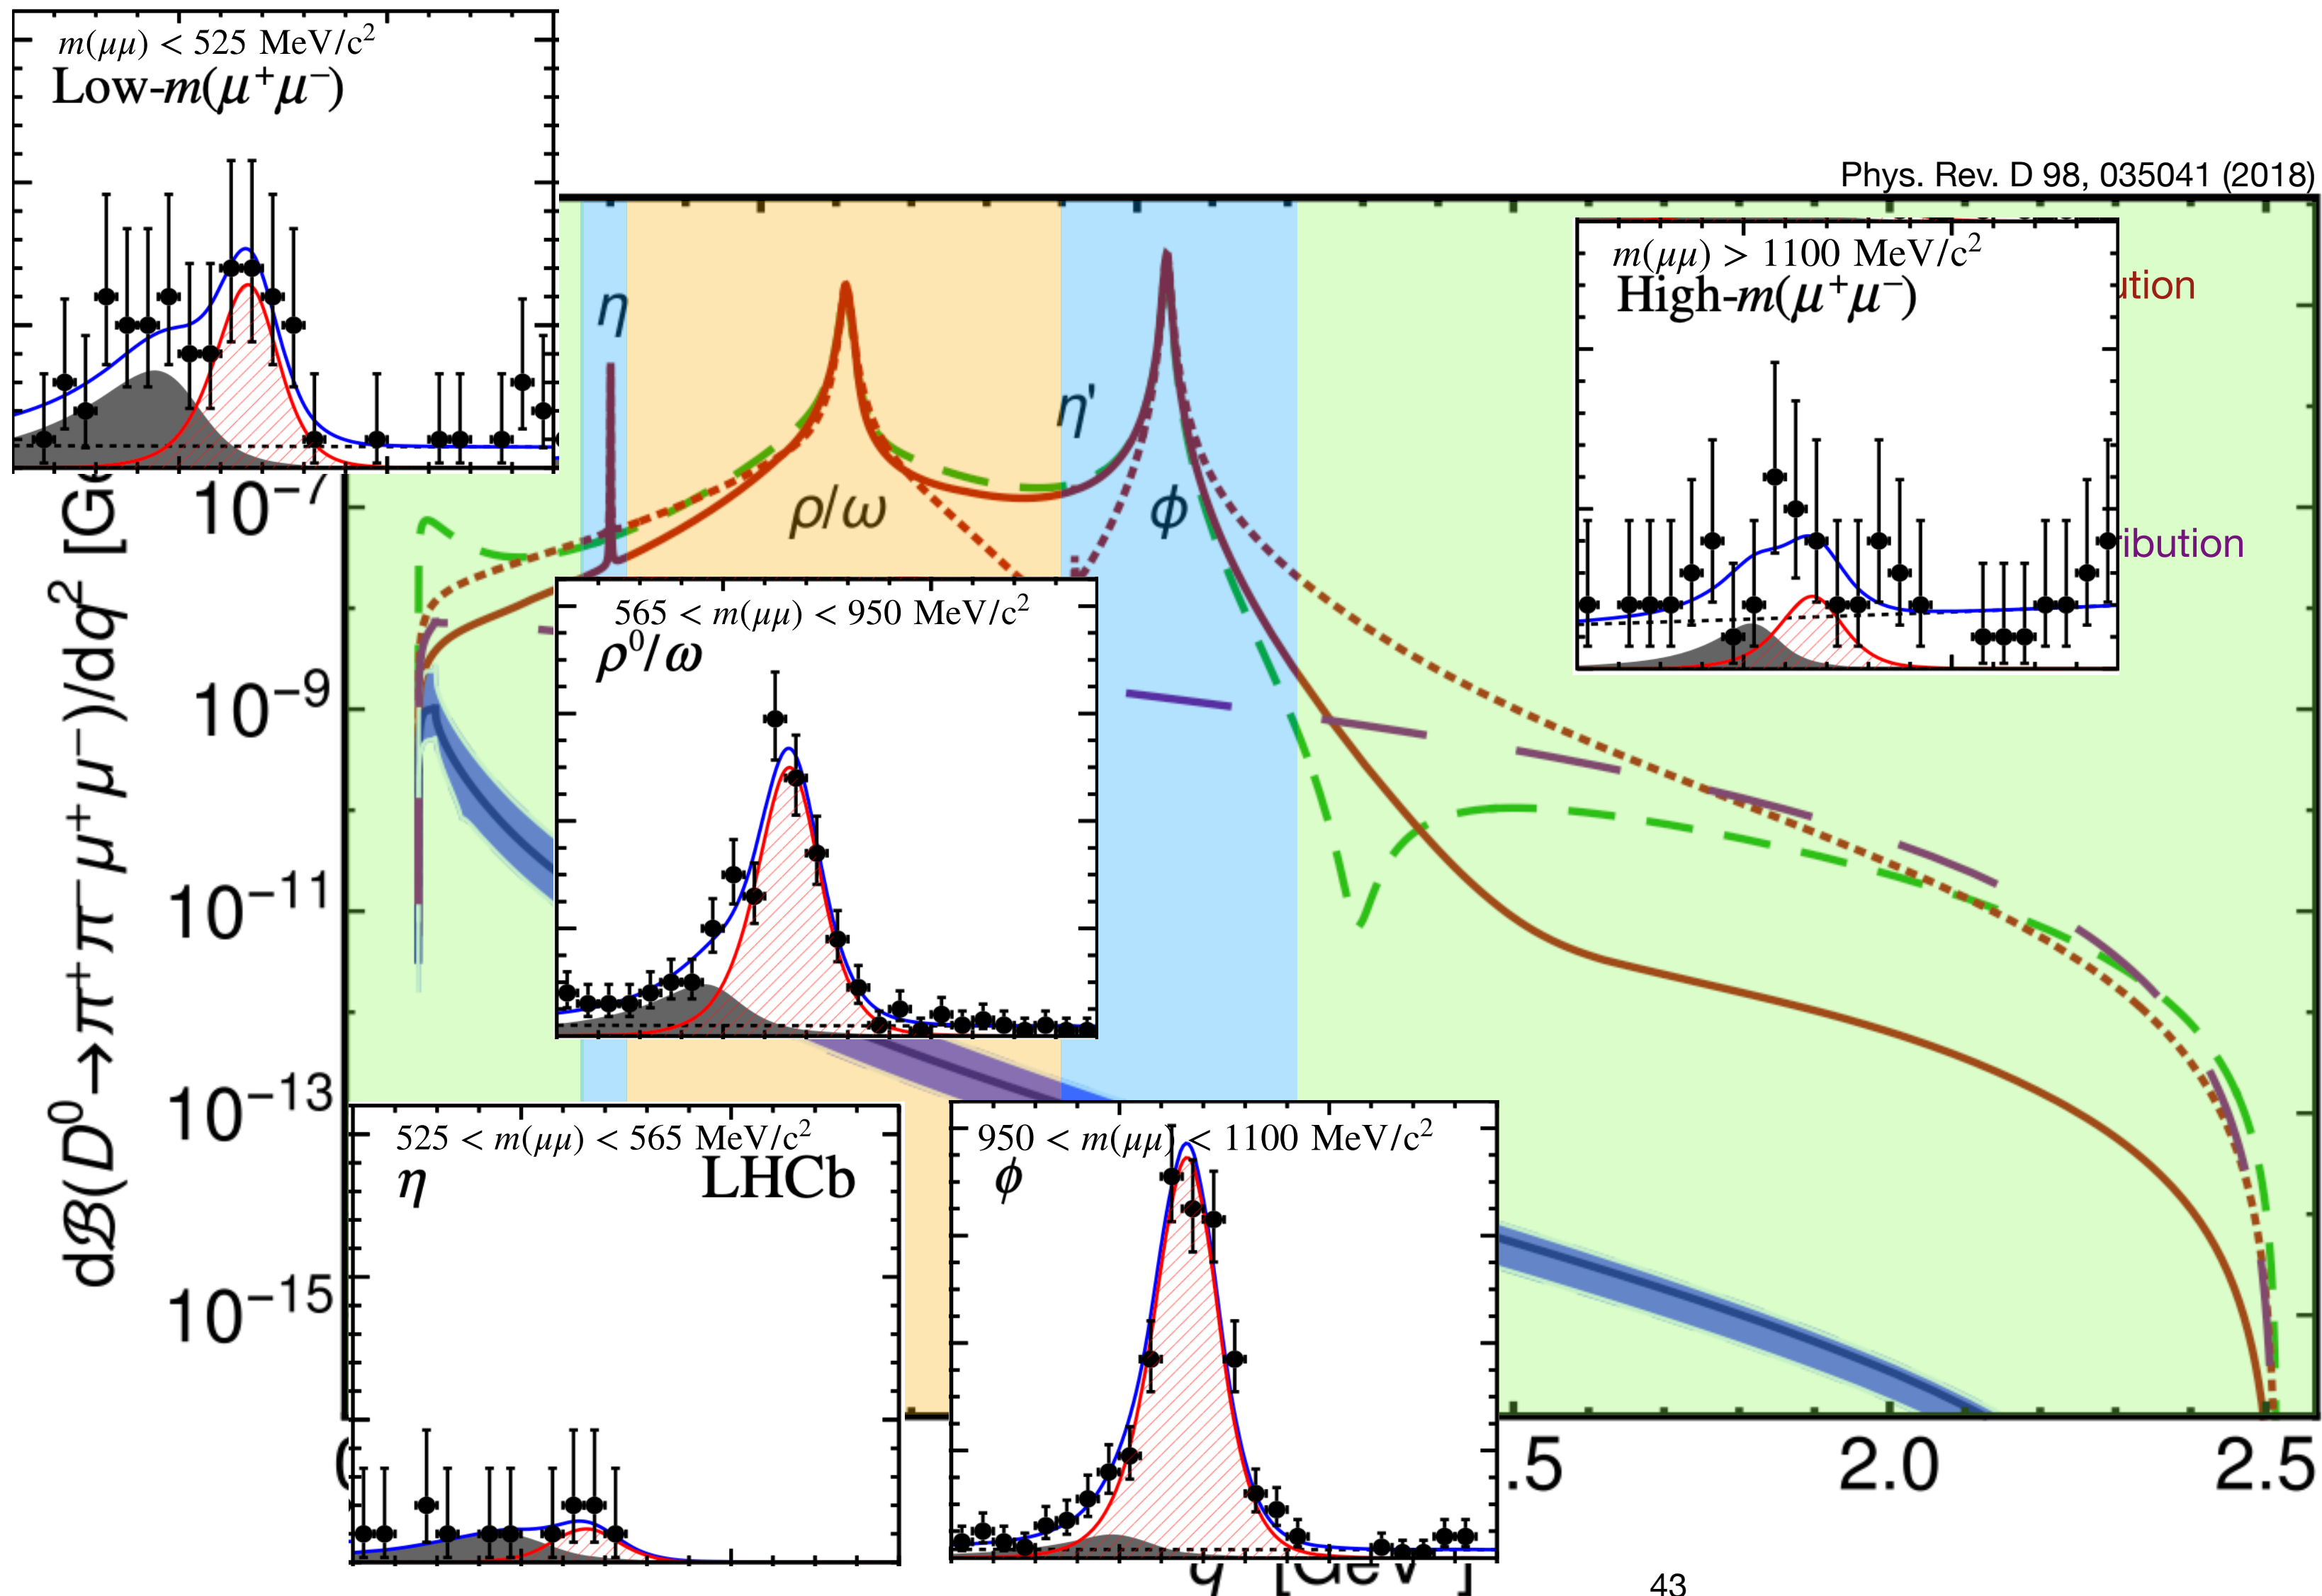 m(μμ) < 525 MeV/c²
Low-m(μ⁺μ⁻)
Phys. Rev. D 98, 035041 (2018)
m(μμ) > 1100 MeV/c²
High-m(μ⁺μ⁻)
η
η'
ρ/ω
ϕ
dℬ(D⁰→π⁺π⁻μ⁺μ⁻)/dq²
10⁻⁷
10⁻⁹
10⁻¹¹
10⁻¹³
10⁻¹⁵
565 < m(μμ) < 950 MeV/c²
ρ⁰/ω
525 < m(μμ) < 565 MeV/c²
η LHCb
950 < m(μμ) < 1100 MeV/c²
ϕ
.5 2.0 2.5
43